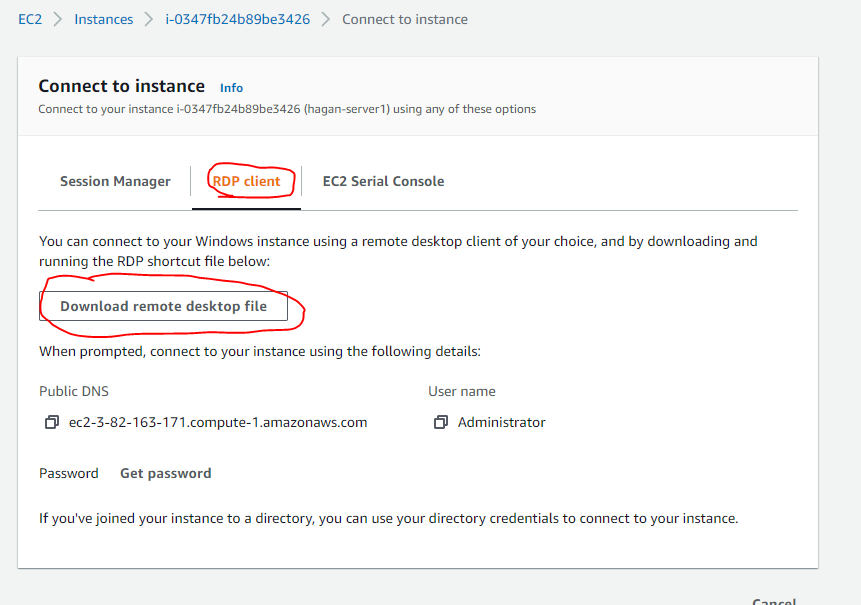 EC2 > Instances > i-0347fb24b89be3426 > Connect to instance
Connect to instance Info
Connect to your instance i-0347fb24b89be3426 (hagan-server1) using any of these options
Session Manager RDP client EC2 Serial Console
You can connect to your Windows instance using a remote desktop client of your choice, and by downloading and
running the RDP shortcut file below:
Download remote desktop file
When prompted, connect to your instance using the following details:
Public DNS User name
ec2-3-82-163-171.compute-1.amazonaws.com Administrator
Password Get password
If you've joined your instance to a directory, you can use your directory credentials to connect to your instance.
Cancel